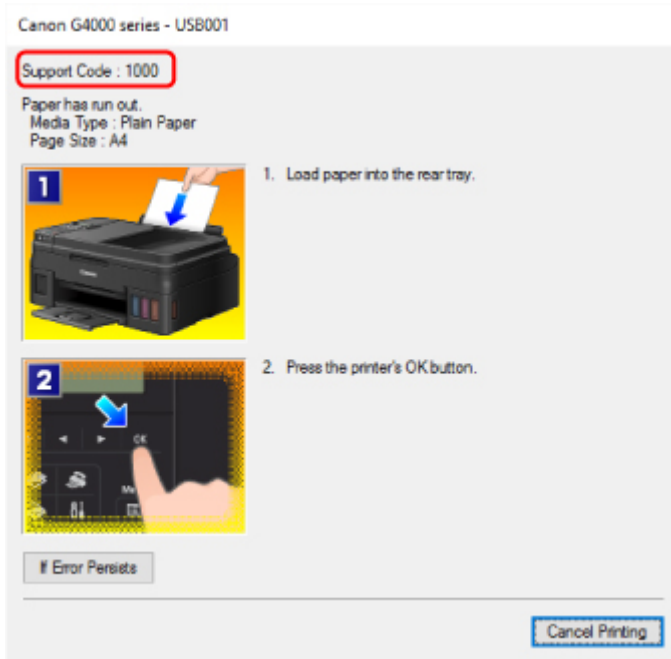 Canon G4000 series - USB001
Support Code : 1000
Paper has run out.
Media Type : Plain Paper
Page Size : A4
1
1. Load paper into the rear tray.
Canon
2
2. Press the printer's OK button.
OK
If Error Persists
Cancel Printing